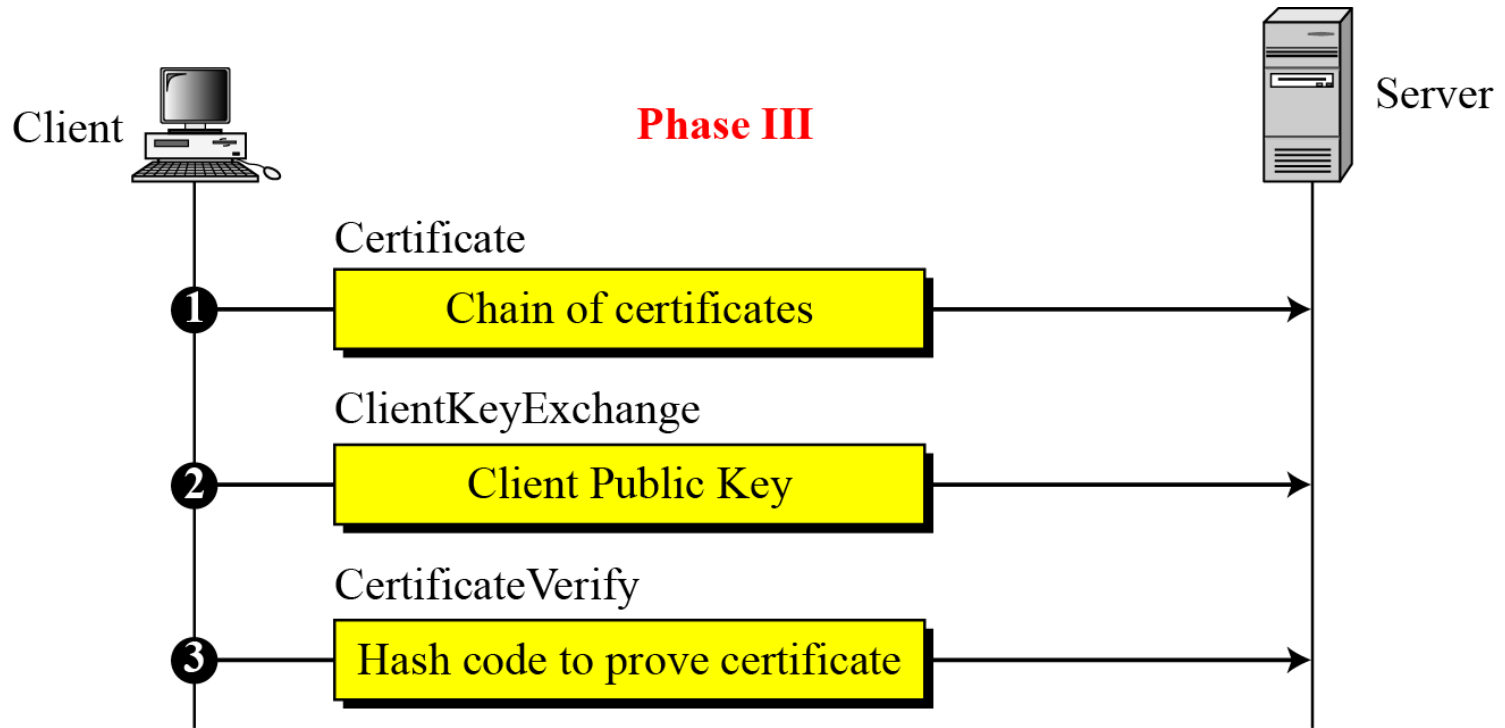 Client
Phase III
Server
Certificate
1
Chain of certificates
ClientKeyExchange
2
Client Public Key
CertificateVerify
3
Hash code to prove certificate